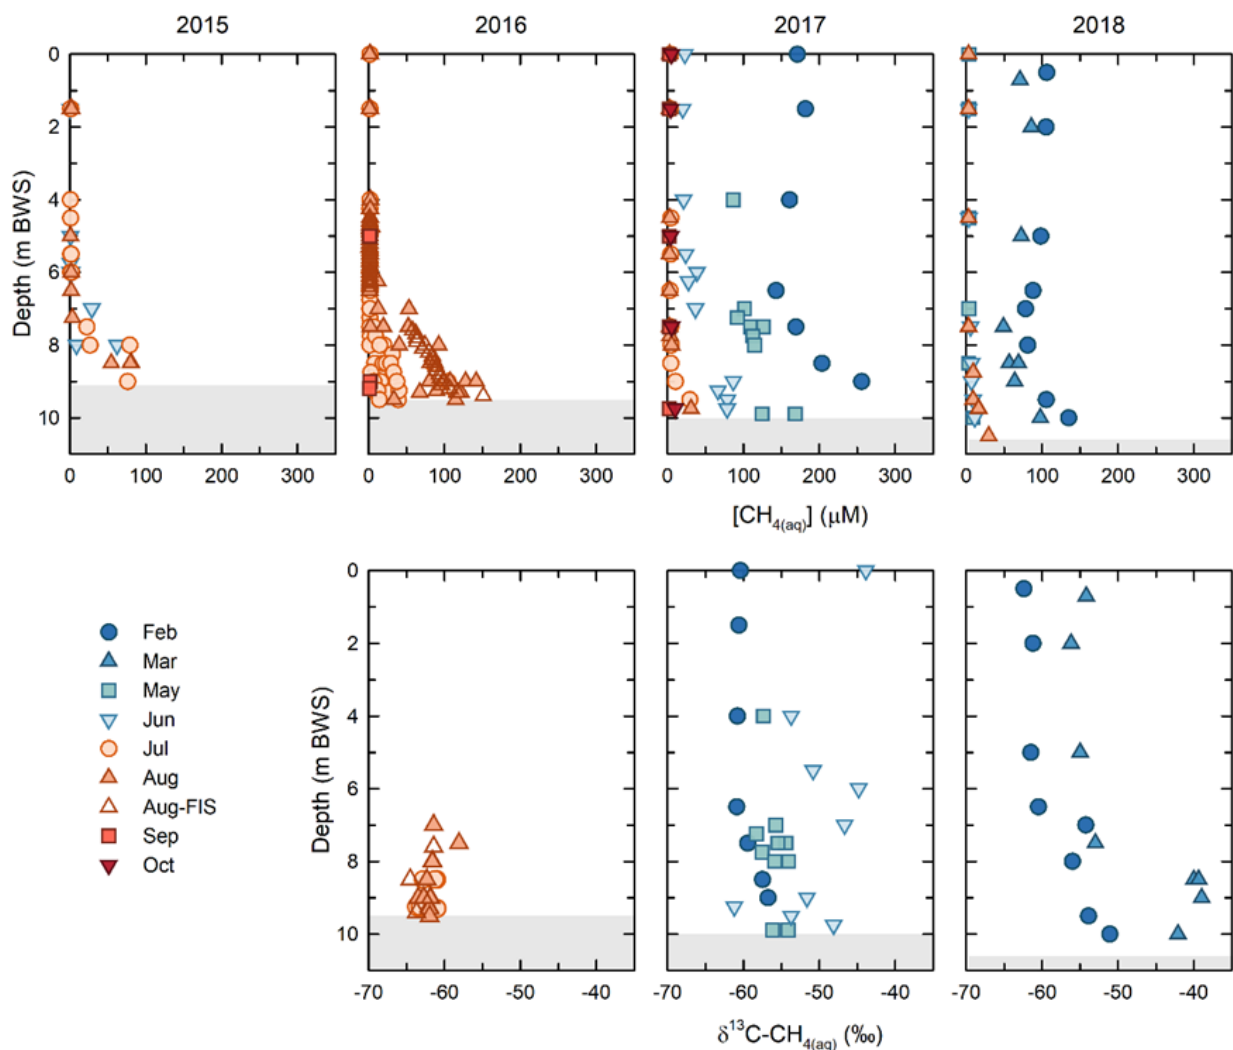 2015 2016 2017 2018
0
2
4
6
8
10
Depth (m BWS)
0 100 200 300 0 100 200 300 0 100 200 300 0 100 200 300
[CH4(aq)] (μM)
0
2
4
6
8
10
Depth (m BWS)
Feb
Mar
May
Jun
Jul
Aug
Aug-FIS
Sep
Oct
-70 -60 -50 -40 -70 -60 -50 -40 -70 -60 -50 -40
δ13C-CH4(aq) (‰)